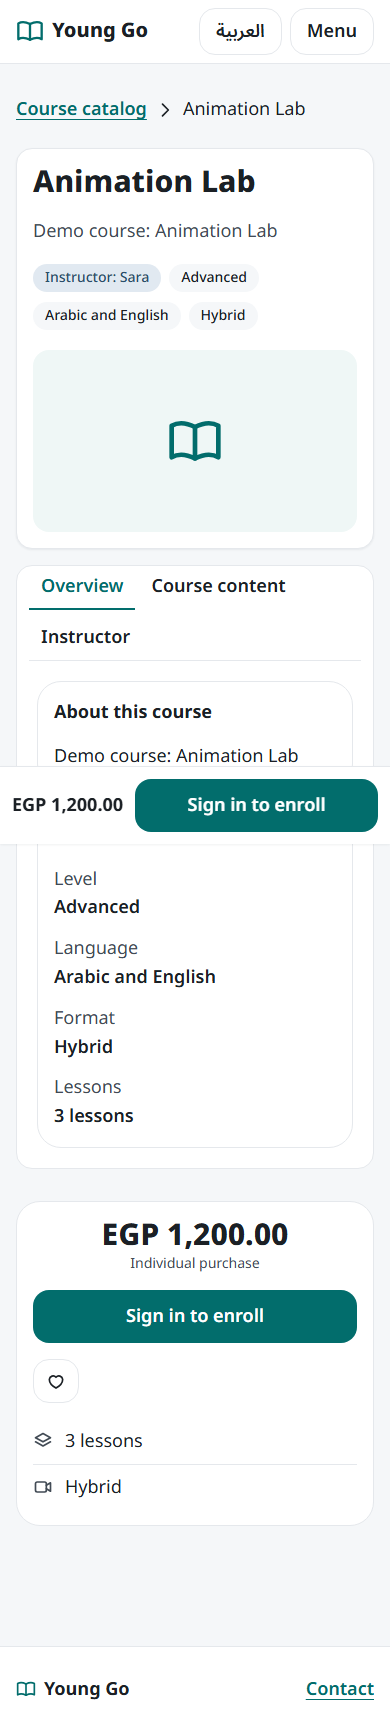 Young Go
العربية
Menu
Course catalog > Animation Lab
Animation Lab
Demo course: Animation Lab
Instructor: Sara
Advanced
Arabic and English
Hybrid
Overview
Course content
Instructor
About this course
Demo course: Animation Lab
EGP 1,200.00
Sign in to enroll
Level
Advanced
Language
Arabic and English
Format
Hybrid
Lessons
3 lessons
EGP 1,200.00
Individual purchase
Sign in to enroll
3 lessons
Hybrid
Young Go
Contact